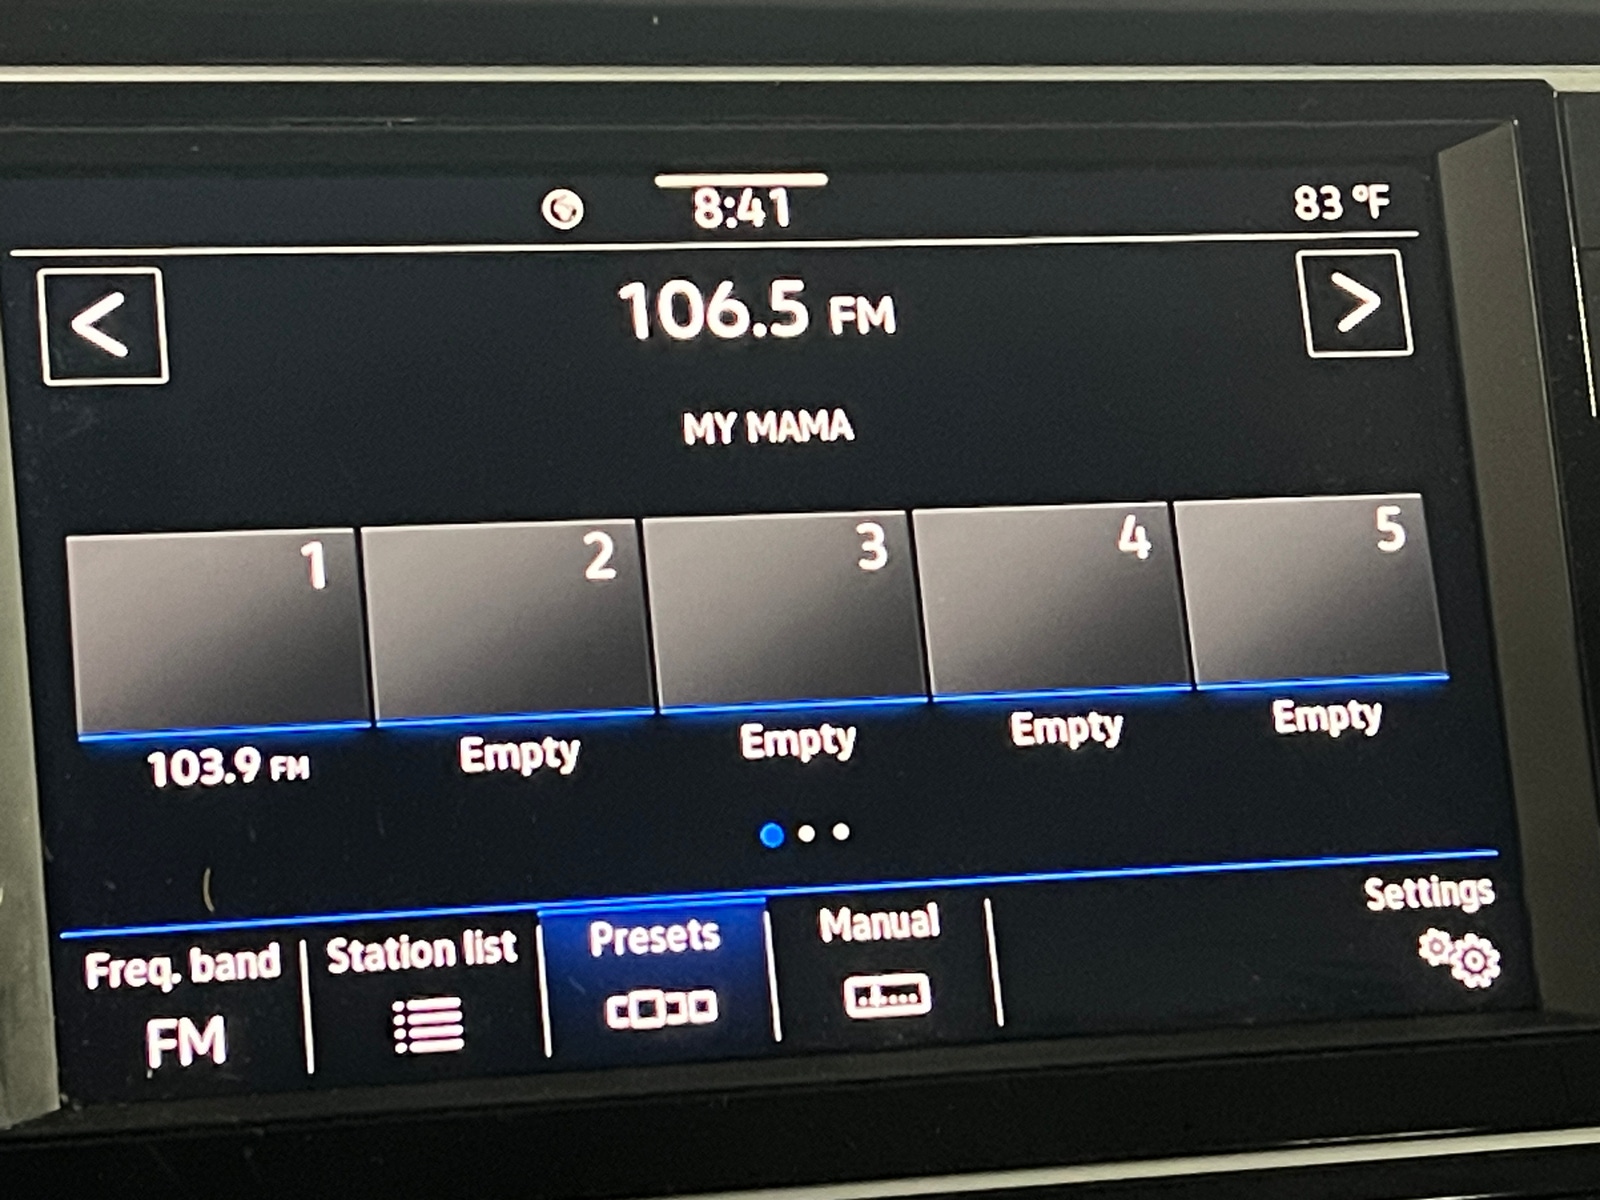 8:41
83 °F
<
106.5 FM
>
MY MAMA
1
2
3
4
5
103.9 FM
Empty
Empty
Empty
Empty
Freq. band
Station list
Presets
Manual
Settings
FM